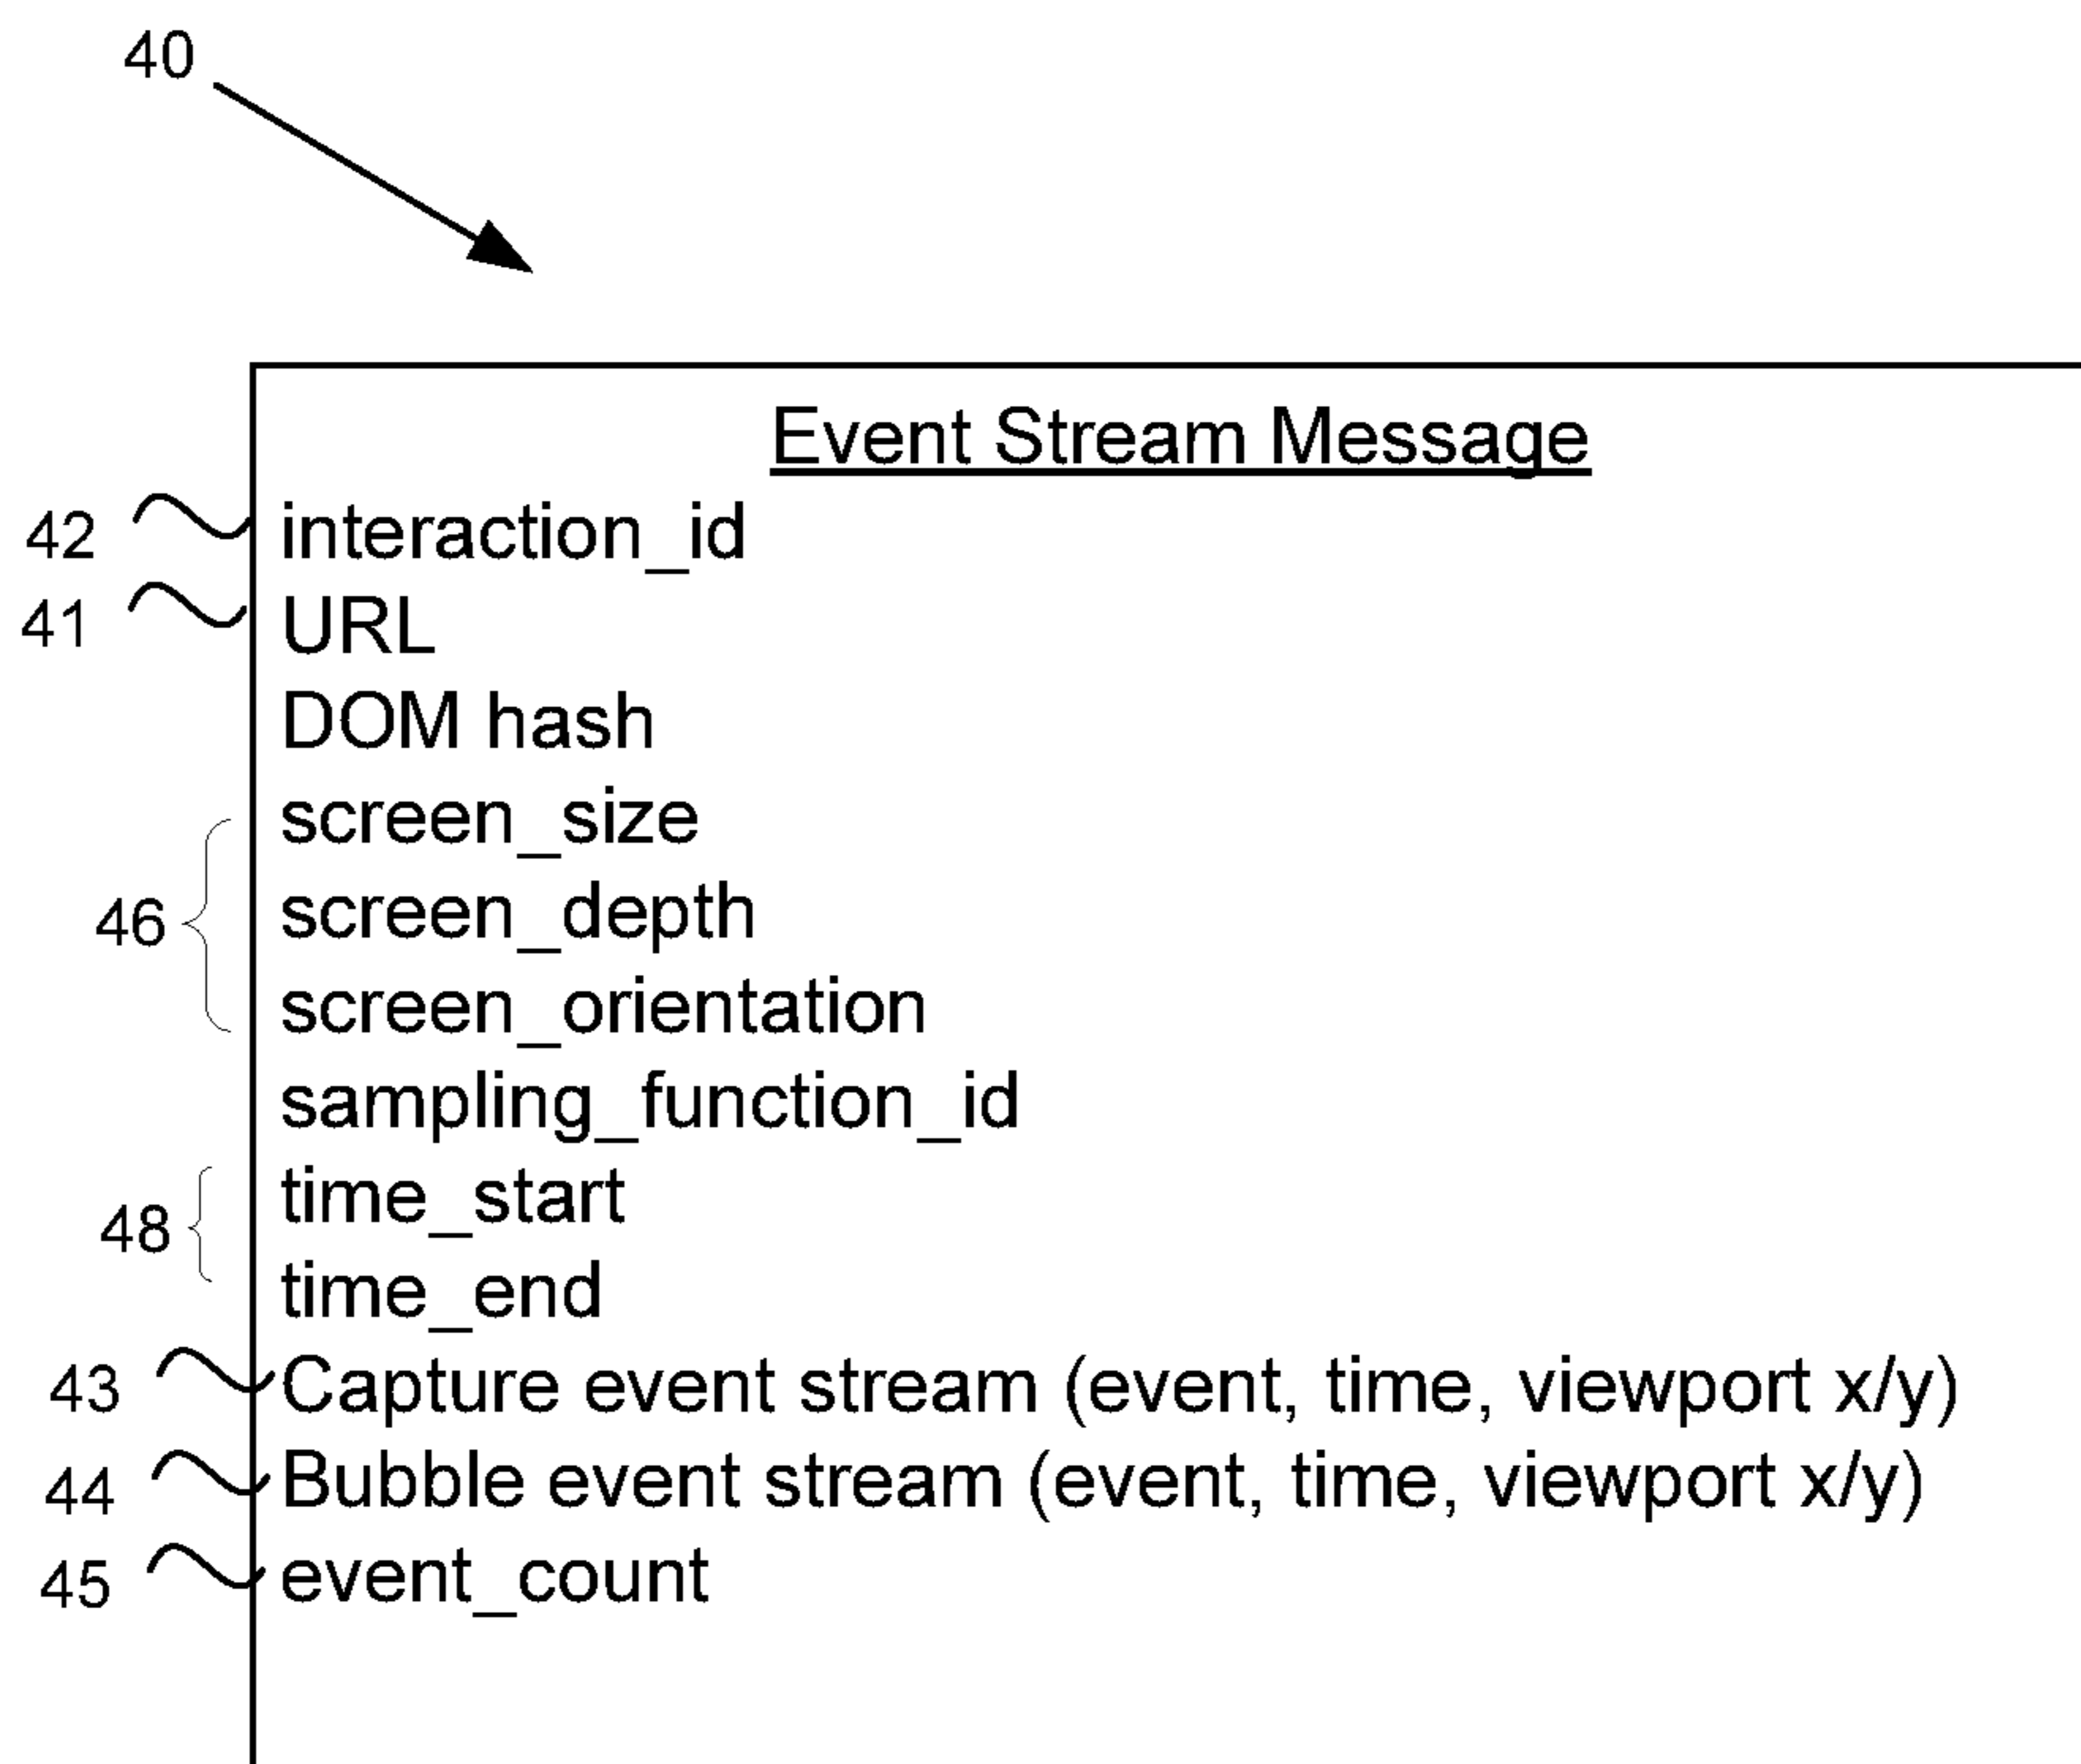 40
Event Stream Message
42 interaction_id
41 URL
DOM hash
screen_size
46 screen_depth
screen_orientation
sampling_function_id
48 time_start
time_end
43 Capture event stream (event, time, viewport x/y)
44 Bubble event stream (event, time, viewport x/y)
45 event_count